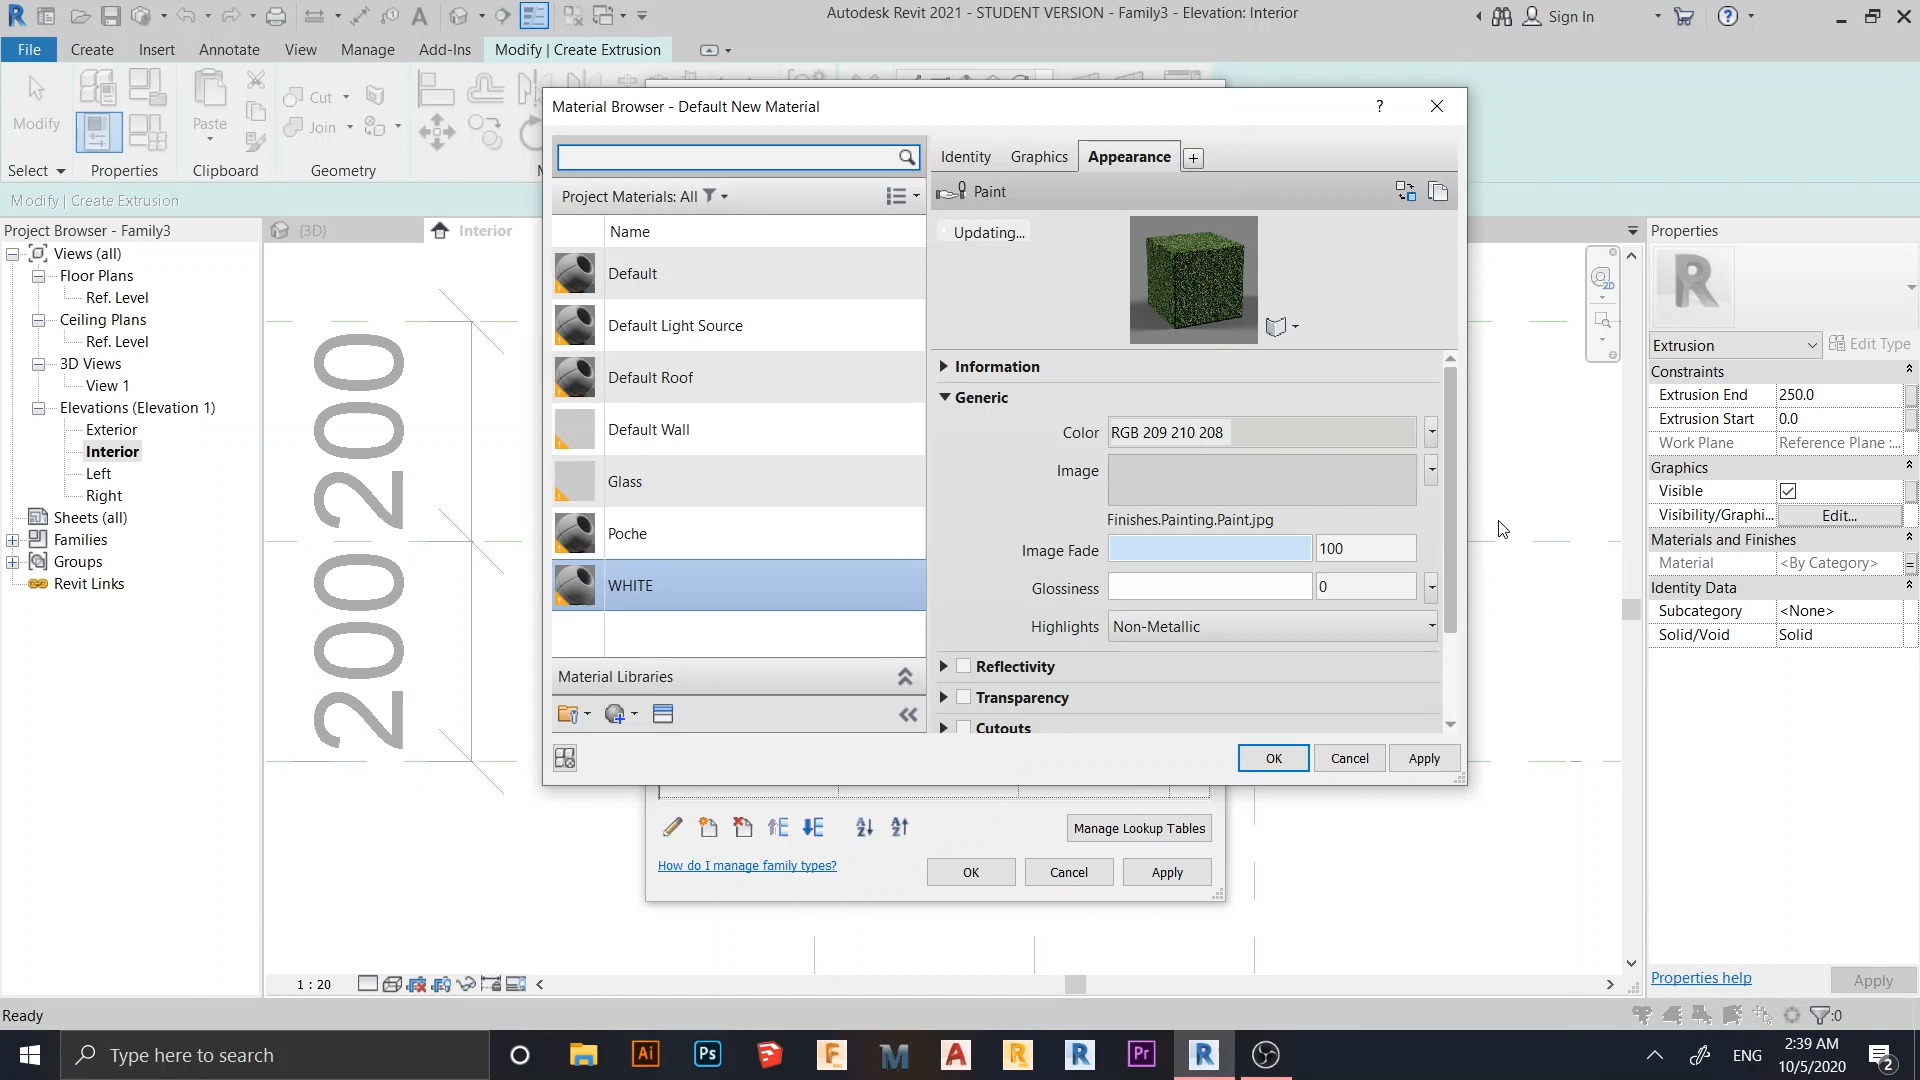 Autodesk Revit 2021 - STUDENT VERSION - Family3 - Elevation: Interior
Sign In
File Create Insert Annotate View Manage Add-Ins Modify | Create Extrusion
Modify
Cut
Join
Paste
Select Properties Clipboard Geometry
Modify | Create Extrusion
Project Browser - Family3
Views (all)
Floor Plans
Ref. Level
Ceiling Plans
Ref. Level
3D Views
View 1
Elevations (Elevation 1)
Exterior
Interior
Left
Right
Sheets (all)
Families
Groups
Revit Links
(3D)
Interior
200
200
Material Browser - Default New Material
?
Project Materials: All
Name
Default
Default Light Source
Default Roof
Default Wall
Glass
Poche
WHITE
Material Libraries
Identity Graphics Appearance +
Paint
Updating...
Information
Generic
Color RGB 209 210 208
Image
Finishes.Painting.Paint.jpg
Image Fade 100
Glossiness 0
Highlights Non-Metallic
Reflectivity
Transparency
Cutouts
OK Cancel Apply
Manage Lookup Tables
How do I manage family types?
OK Cancel Apply
1 : 20
2D
Properties
R
Extrusion
Edit Type
Constraints
Extrusion End 250.0
Extrusion Start 0.0
Work Plane Reference Plane :...
Graphics
Visible
Visibility/Graphi... Edit...
Materials and Finishes
Material <By Category> =
Identity Data
Subcategory <None>
Solid/Void Solid
Properties help
Apply
Ready
:0
Type here to search
Ai Ps F M A R R Pr R
ENG
2:39 AM
10/5/2020
2